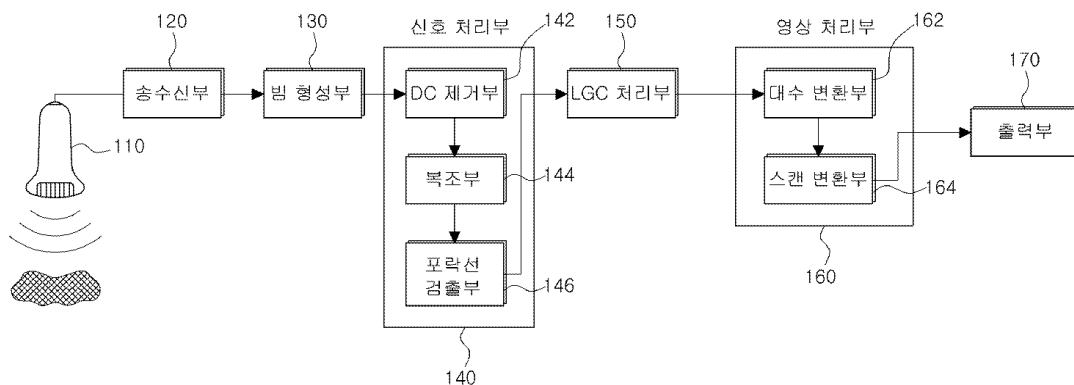 신호 처리부
142
150
영상 처리부
162
120
130
170
송수신부
빔 형성부
DC 제거부
LGC 처리부
대수 변환부
출력부
110
복조부
144
스캔 변환부
164
포락선
검출부
146
160
140